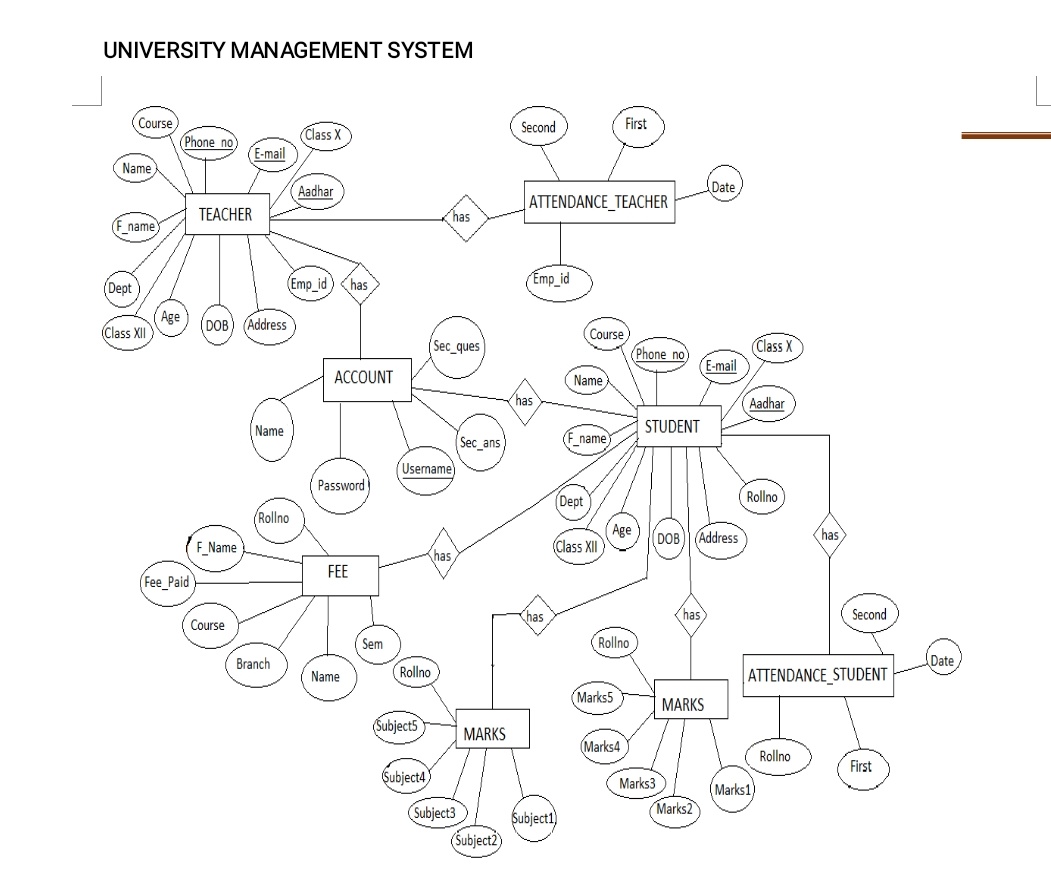 UNIVERSITY MANAGEMENT SYSTEM
Course
Phone_no
E-mail
Class X
Name
Aadhar
TEACHER
F_name
Dept
Class XII
Age
DOB
Address
Emp_id
has
has
Second
First
ATTENDANCE_TEACHER
Date
Emp_id
ACCOUNT
Sec_ques
Name
Password
Username
Sec_ans
has
Course
Phone_no
E-mail
Class X
Name
Aadhar
STUDENT
F_name
Dept
Class XII
Age
DOB
Address
Rollno
has
has
has
has
Rollno
F_Name
FEE
Fee_Paid
Course
Branch
Name
Sem
Rollno
Subject5
MARKS
Subject4
Subject3
Subject2
Subject1
Rollno
Marks5
MARKS
Marks4
Marks3
Marks2
Marks1
Second
Date
ATTENDANCE_STUDENT
Rollno
First